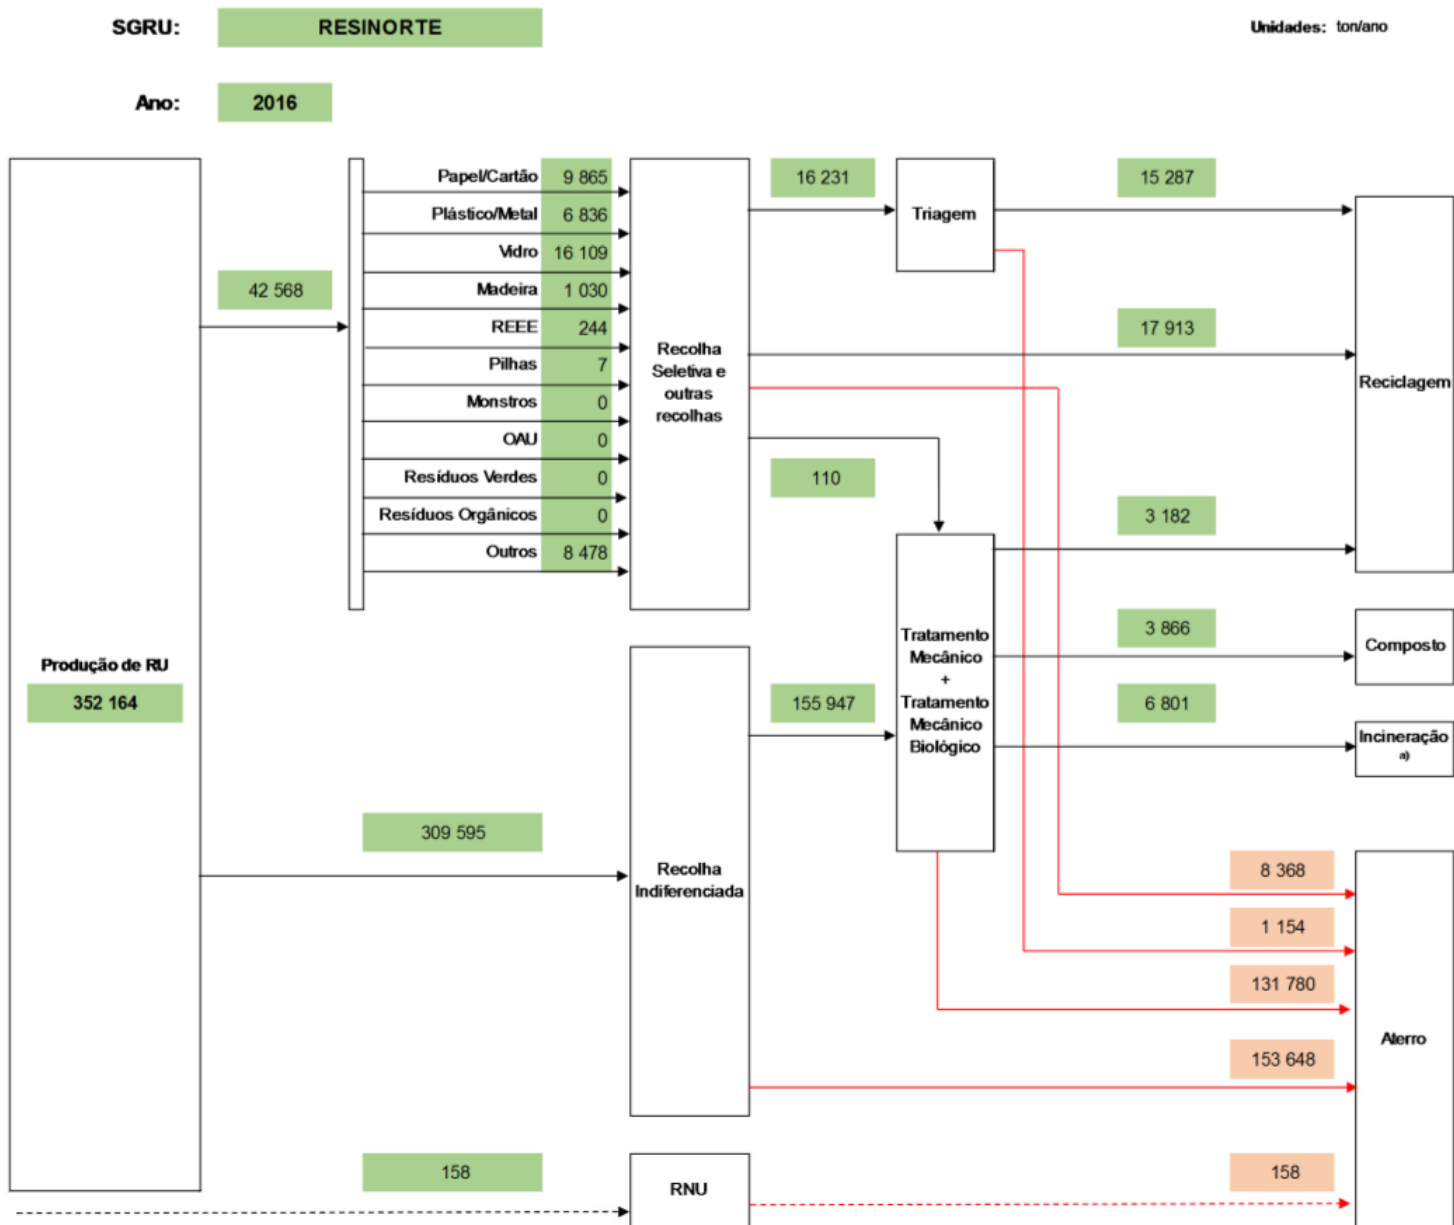 SGRU: RESINORTE Unidades: ton/ano
Ano: 2016
Papel/Cartão 9 865
Plástico/Metal 6 836
Vidro 16 109
Madeira 1 030
REEE 244
Pilhas 7
Monstros 0
OAU 0
Resíduos Verdes 0
Resíduos Orgânicos 0
Outros 8 478
42 568
Produção de RU
352 164
309 595
158
Recolha
Seletiva e
outras
recolhas
Recolha
Indiferenciada
RNU
16 231
110
155 947
Triagem
Tratamento
Mecânico
+
Tratamento
Mecânico
Biológico
15 287
17 913
3 182
3 866
6 801
8 368
1 154
131 780
153 648
158
Reciclagem
Composto
Incineração
a)
Aterro